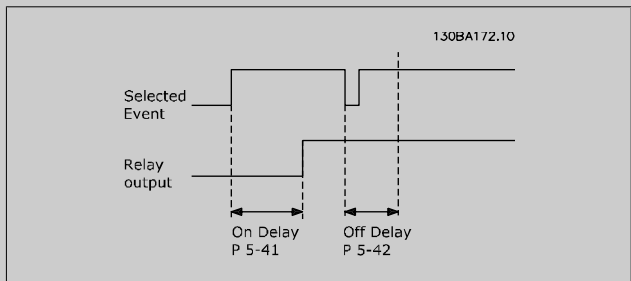 130BA172.10
Selected
Event
Relay
output
On Delay
P 5-41
Off Delay
P 5-42